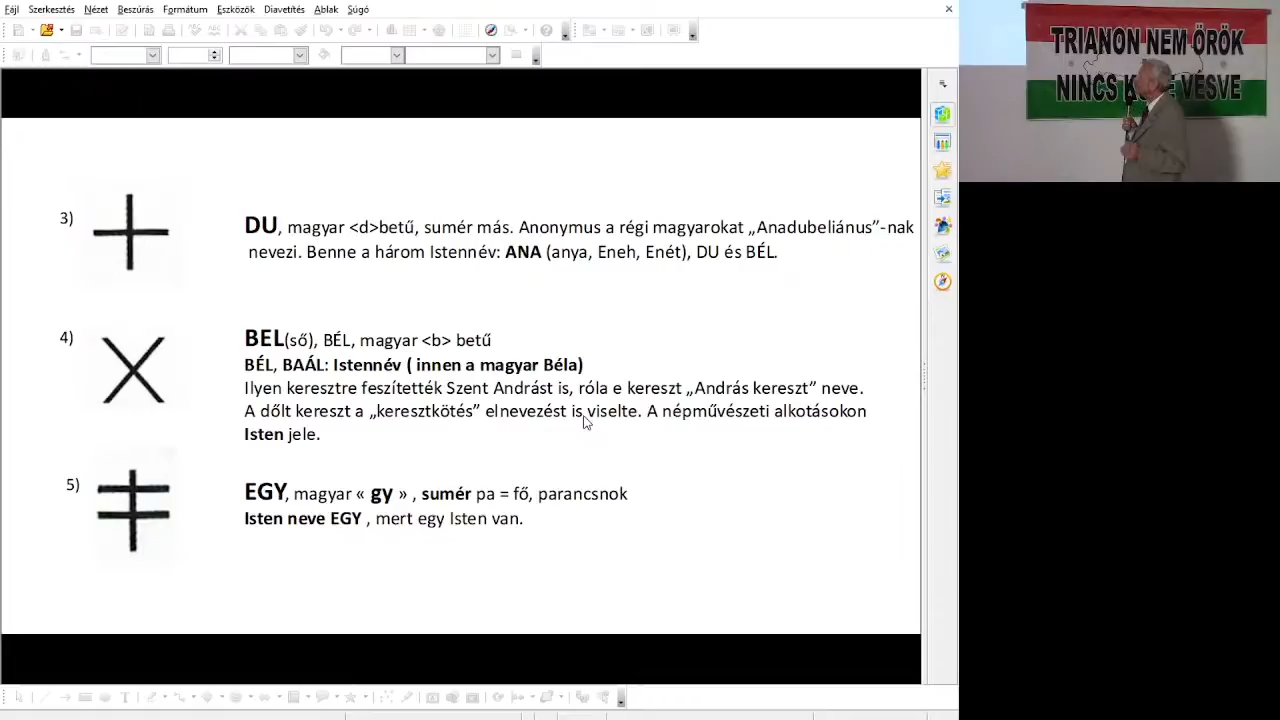 Fájl Szerkesztés Nézet Beszúrás Formátum Eszközök Diavetítés Ablak Súgó
TRIANON NEM ÖRÖK
NINCS VÉSVE
3)
DU, magyar <d>betű, sumér más. Anonymus a régi magyarokat „Anadubeliánus”-nak
nevezi. Benne a három Istennév: ANA (anya, Eneh, Enét), DU és BÉL.
4)
BEL(ső), BÉL, magyar <b> betű
BÉL, BAÁL: Istennév ( innen a magyar Béla)
Ilyen keresztre feszítették Szent Andrást is, róla e kereszt „András kereszt” neve.
A dőlt kereszt a „keresztkötés” elnevezést is viselte. A népművészeti alkotásokon
Isten jele.
5)
EGY, magyar « gy » , sumér pa = fő, parancsnok
Isten neve EGY , mert egy Isten van.